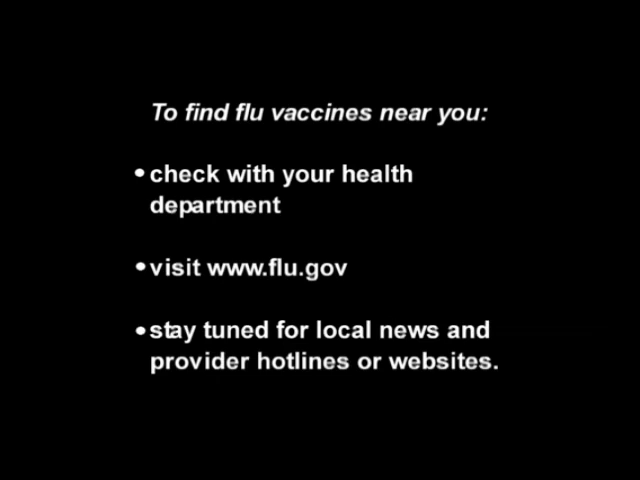 To find flu vaccines near you:
• check with your health
department
• visit www.flu.gov
• stay tuned for local news and
provider hotlines or websites.